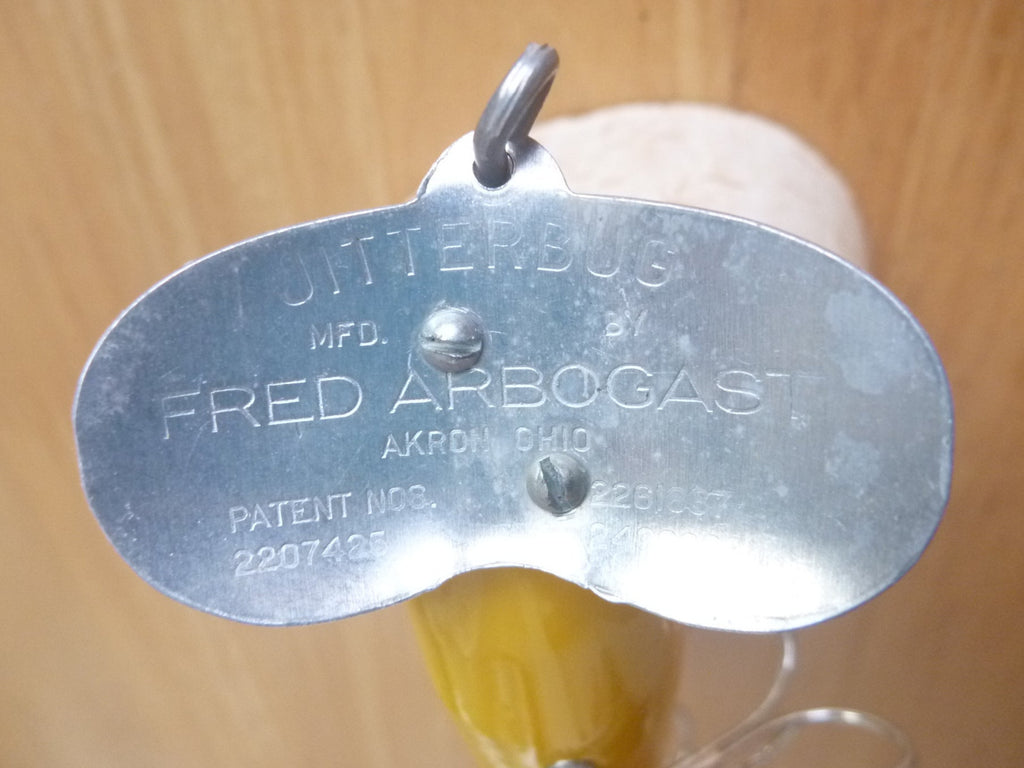 JITTERBUG
MFD. BY
FRED ARBOGAST
AKRON OHIO
PATENT NOS.
2207425